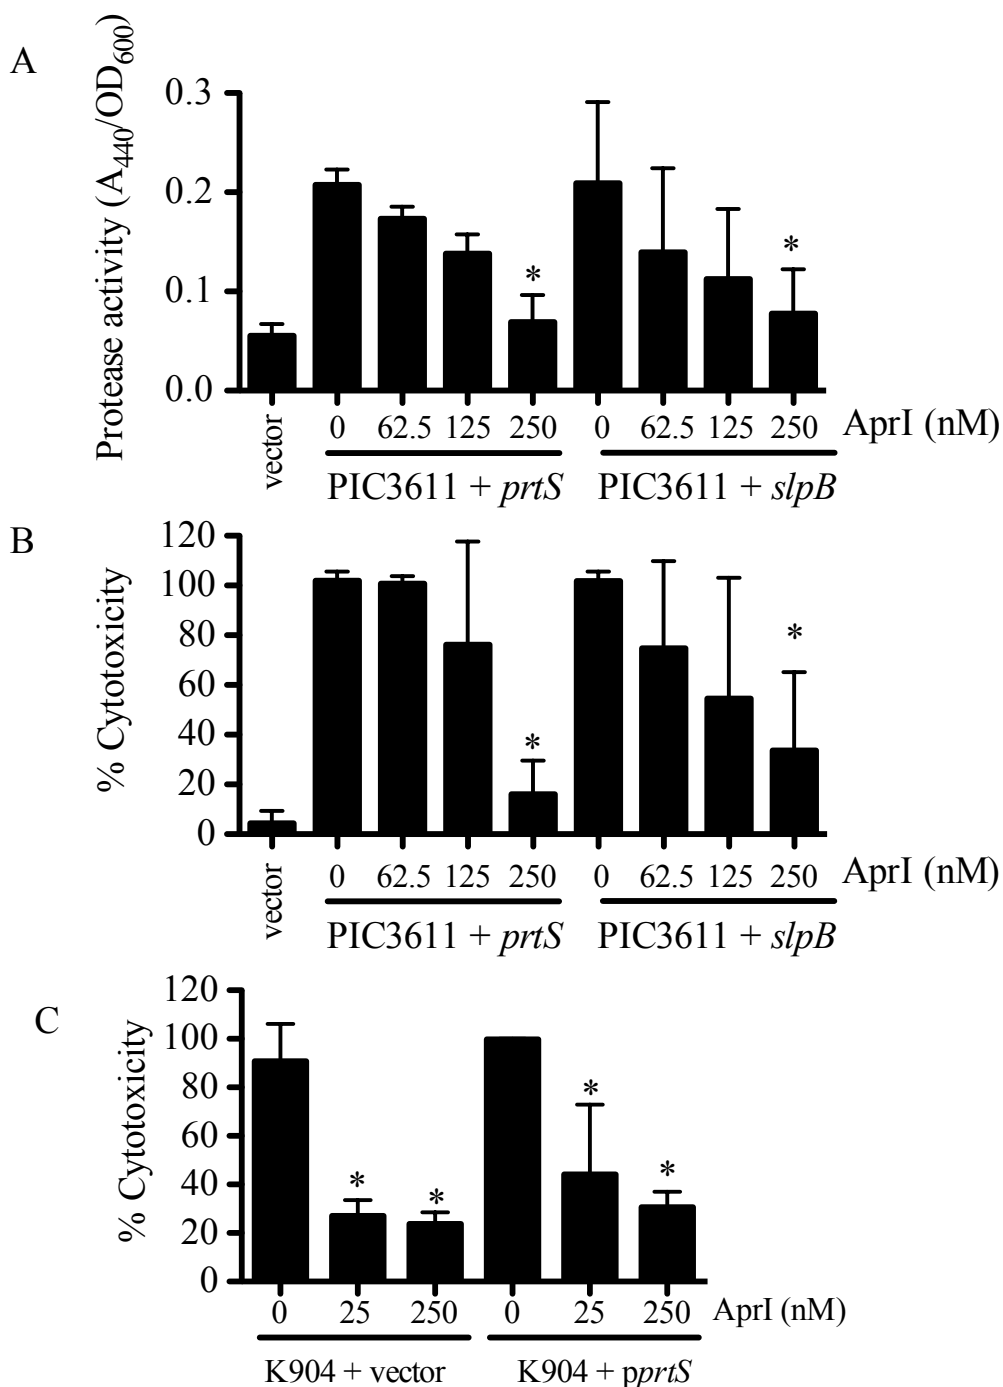 A
Protease activity (A440/OD600)
0.3
0.2
0.1
0.0
* *
vector 0 62.5 125 250 0 62.5 125 250 AprI (nM)
PIC3611 + prtS PIC3611 + slpB
B
% Cytotoxicity
120
100
80
60
40
20
0
* *
vector 0 62.5 125 250 0 62.5 125 250 AprI (nM)
PIC3611 + prtS PIC3611 + slpB
C
% Cytotoxicity
120
100
80
60
40
20
0
* * * *
0 25 250 0 25 250 AprI (nM)
K904 + vector K904 + pprtS